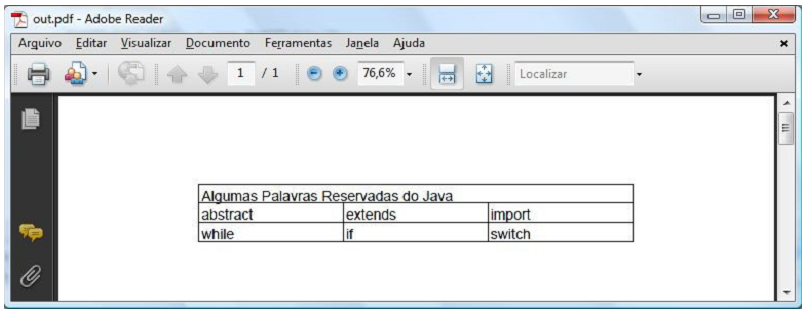 out.pdf - Adobe Reader
Arquivo Editar Visualizar Documento Ferramentas Janela Ajuda
1 / 1 76,6% Localizar
Algumas Palavras Reservadas do Java
abstract extends import
while if switch